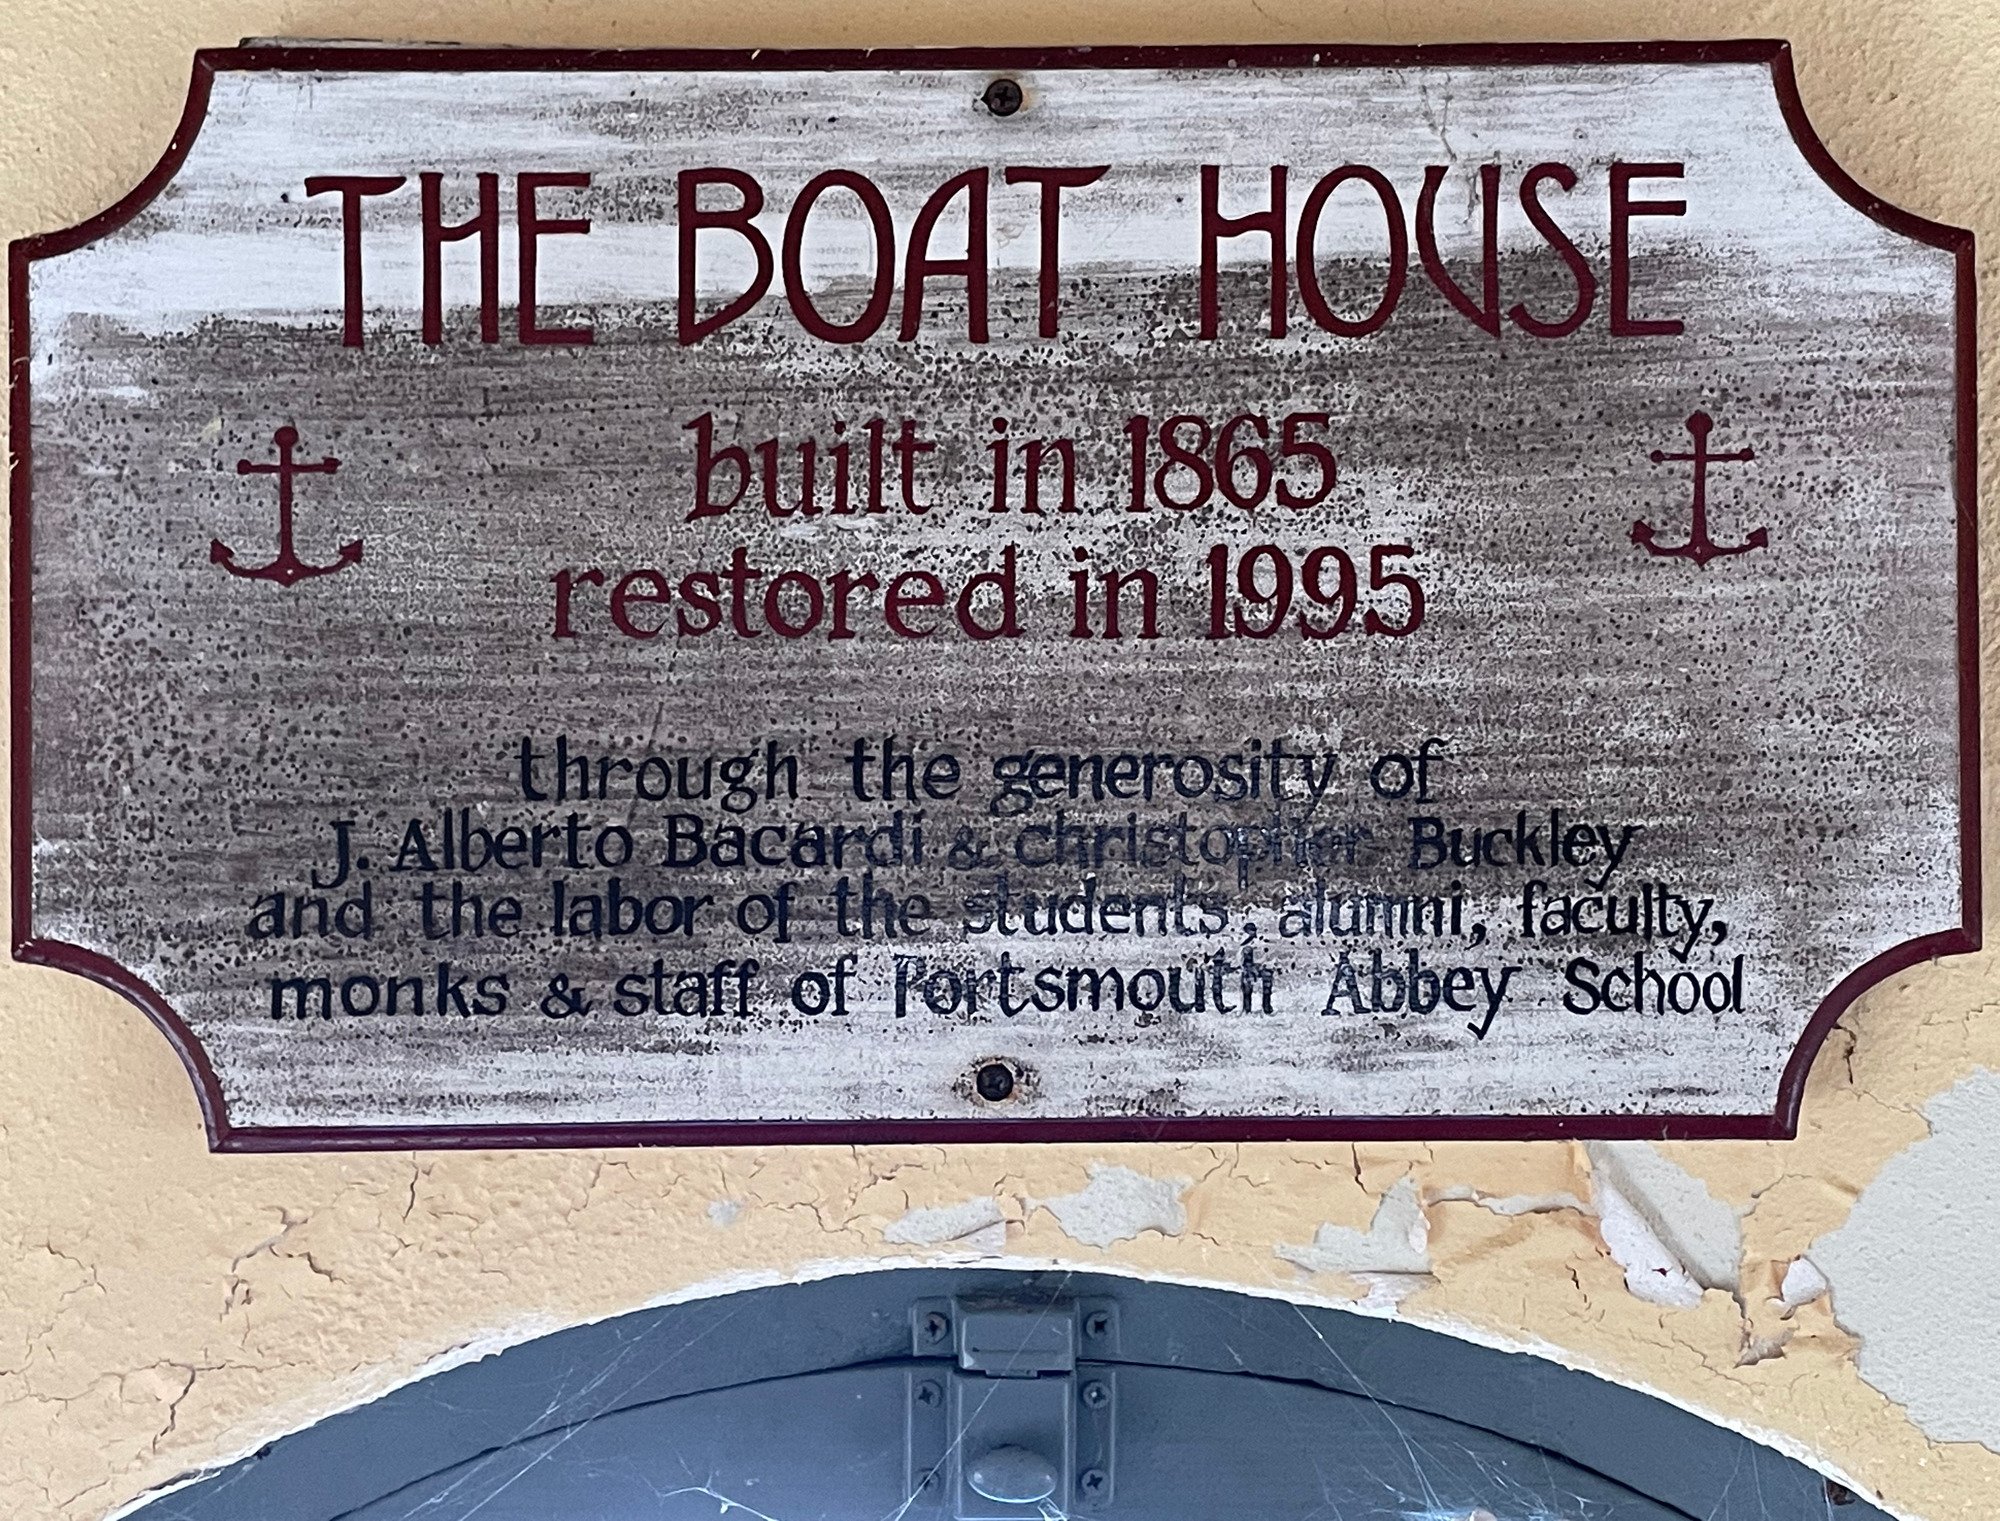 THE BOAT HOUSE
built in 1865
restored in 1995
through the generosity of
J. Alberto Bacardi & Christopher Buckley
and the labor of the students, alumni, faculty,
monks & staff of Portsmouth Abbey School